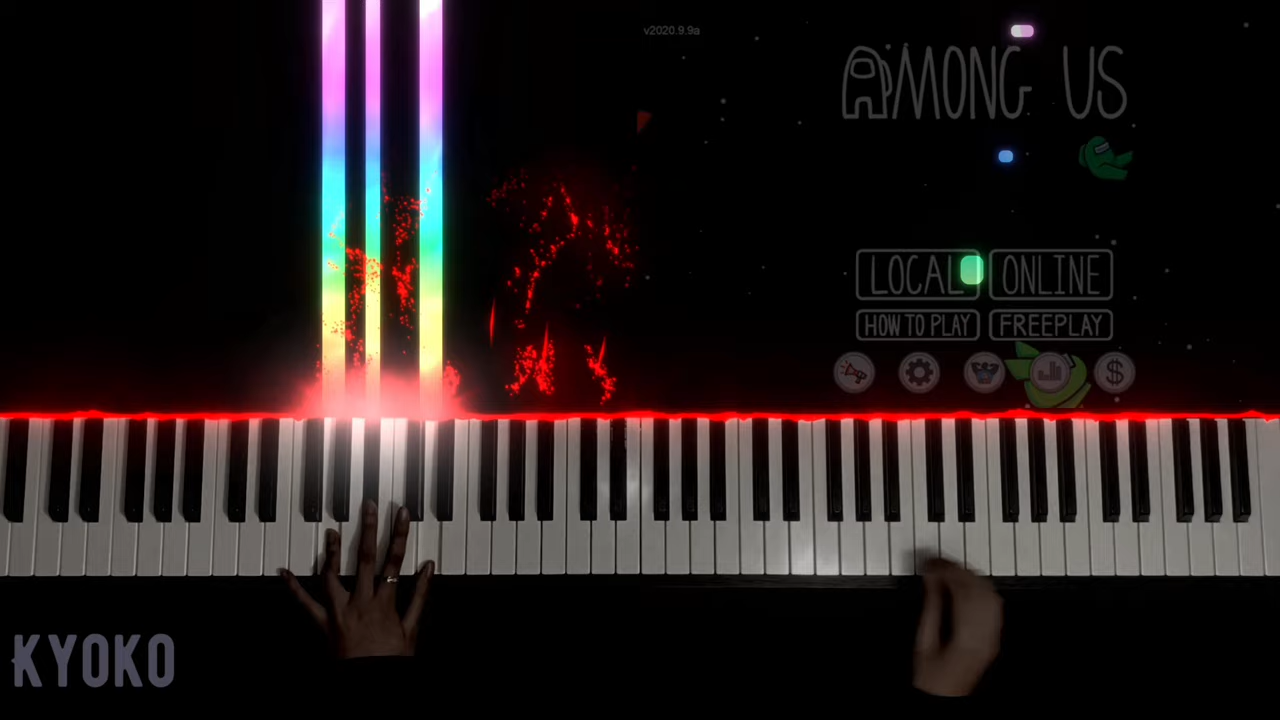 v2020.9.9a
AMONG US
LOCAL ONLINE
HOW TO PLAY FREEPLAY
$
KYOKO